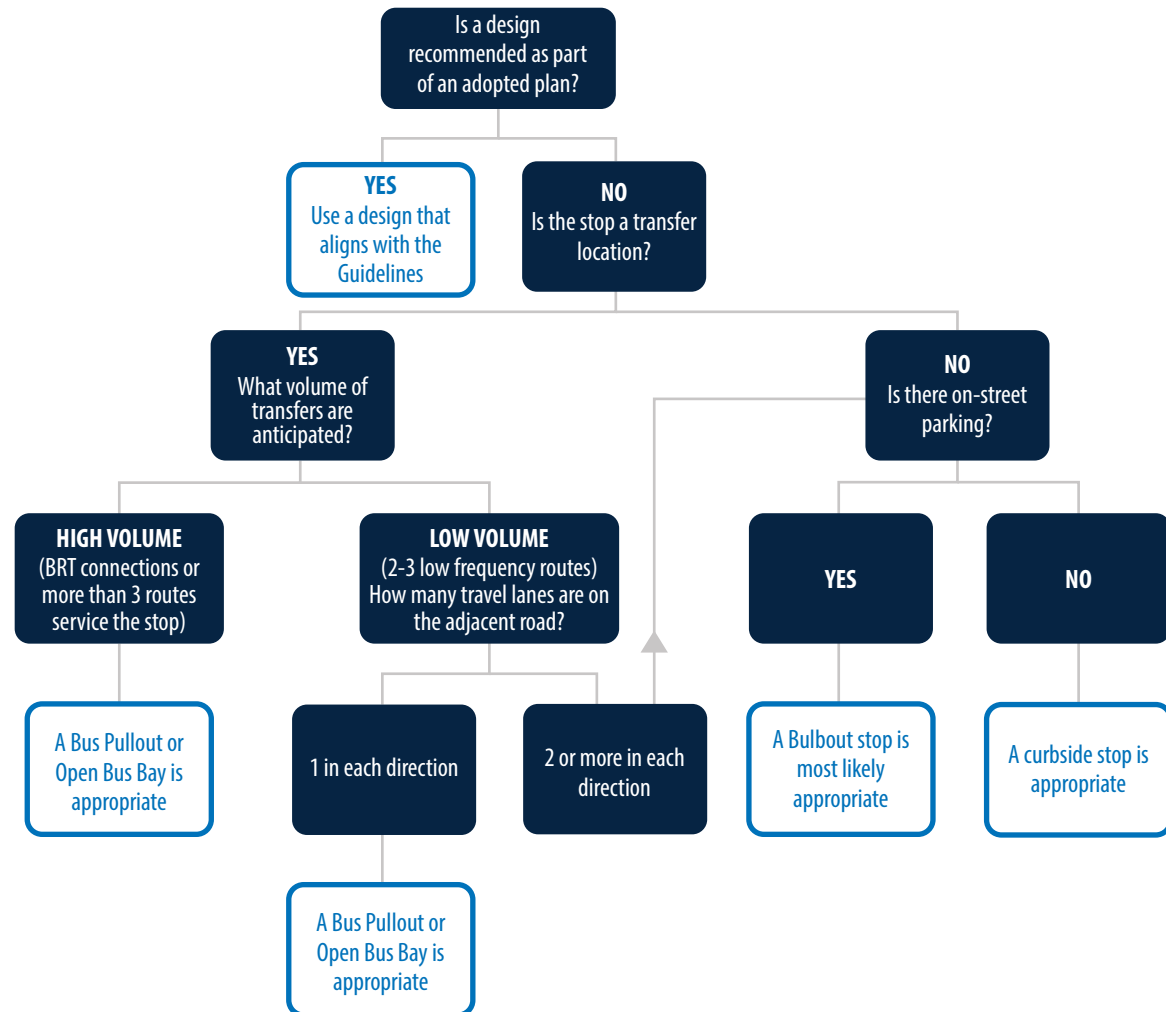 Is a design
recommended as part
of an adopted plan?
YES
Use a design that
aligns with the
Guidelines
NO
Is the stop a transfer
location?
YES
What volume of
transfers are
anticipated?
NO
Is there on-street
parking?
HIGH VOLUME
(BRT connections or
more than 3 routes
service the stop)
LOW VOLUME
(2-3 low frequency routes)
How many travel lanes are on
the adjacent road?
YES
NO
A Bus Pullout or
Open Bus Bay is
appropriate
1 in each direction
2 or more in each
direction
A Bulbout stop is
most likely
appropriate
A curbside stop is
appropriate
A Bus Pullout or
Open Bus Bay is
appropriate